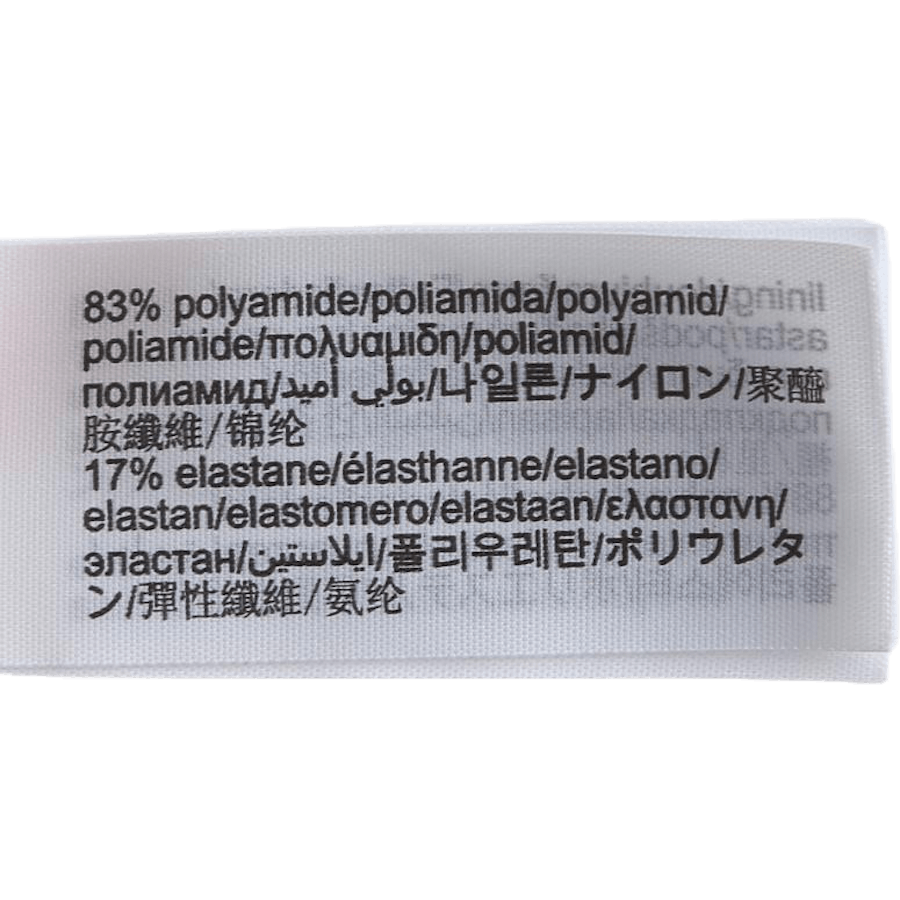 83% polyamide/poliamida/polyamid/
poliamide/πολυαμιδη/poliamid/
полиамид/بولي أميد/나일론/ナイロン/聚醯
胺纖維/锦纶
17% elastane/élasthanne/elastano/
elastan/elastomero/elastaan/ελαστανη/
эластан/ايلاستين/폴리우레탄/ポリウレタ
ン/彈性纖維/氨纶